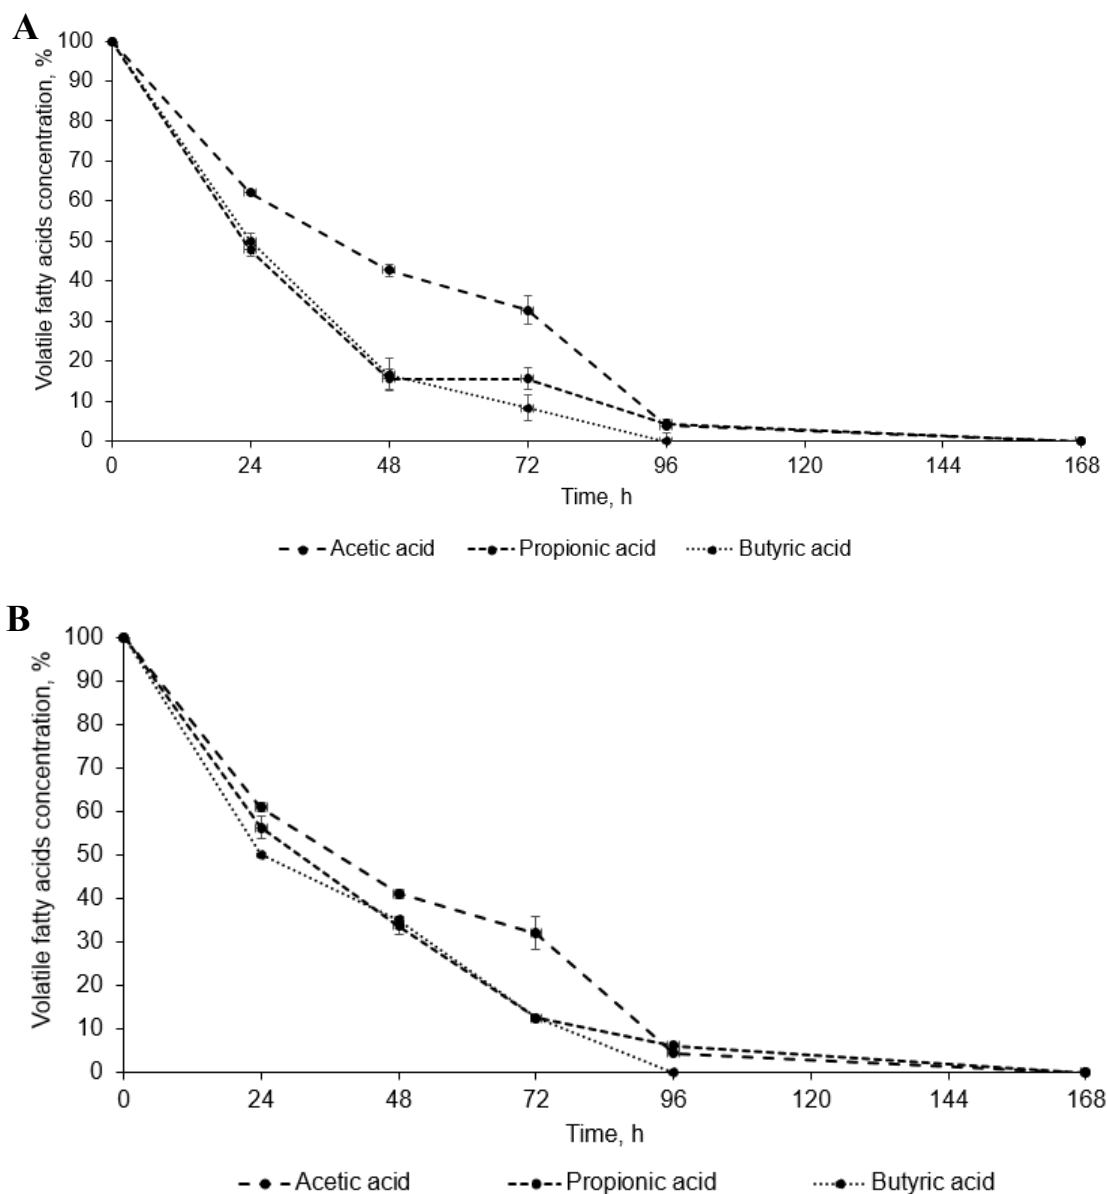 A
Volatile fatty acids concentration, %
100
90
80
70
60
50
40
30
20
10
0
0 24 48 72 96 120 144 168
Time, h
Acetic acid Propionic acid Butyric acid
B
Volatile fatty acids concentration, %
100
90
80
70
60
50
40
30
20
10
0
0 24 48 72 96 120 144 168
Time, h
Acetic acid Propionic acid Butyric acid